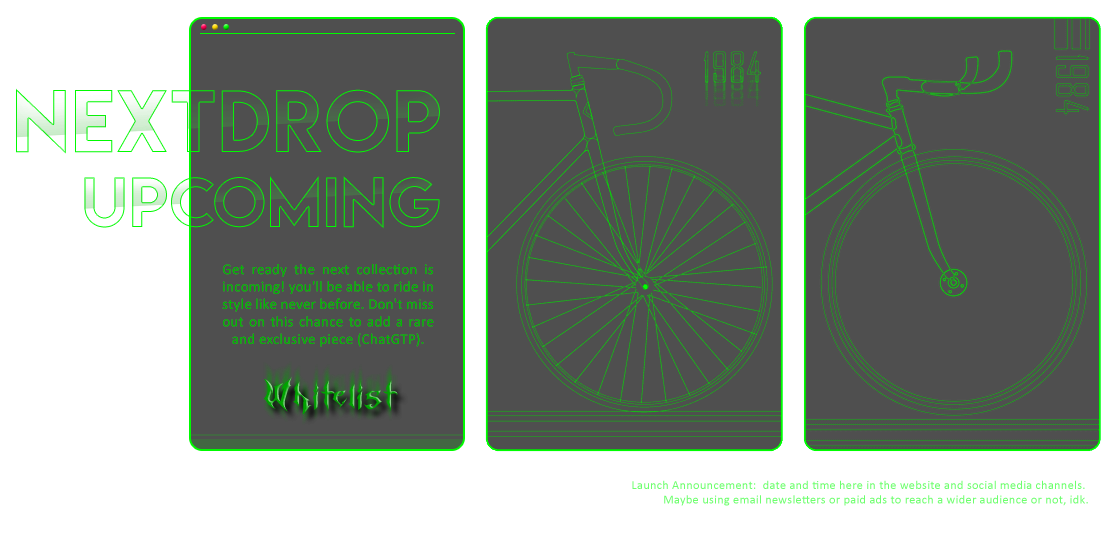 NEXTDROP
UPCOMING
Get ready the next collection is
incoming! you'll be able to ride in
style like never before. Don't miss
out on this chance to add a rare
and exclusive piece (ChatGTP).
Whitelist
1984
1984
Launch Announcement: date and time here in the website and social media channels.
Maybe using email newsletters or paid ads to reach a wider audience or not, idk.